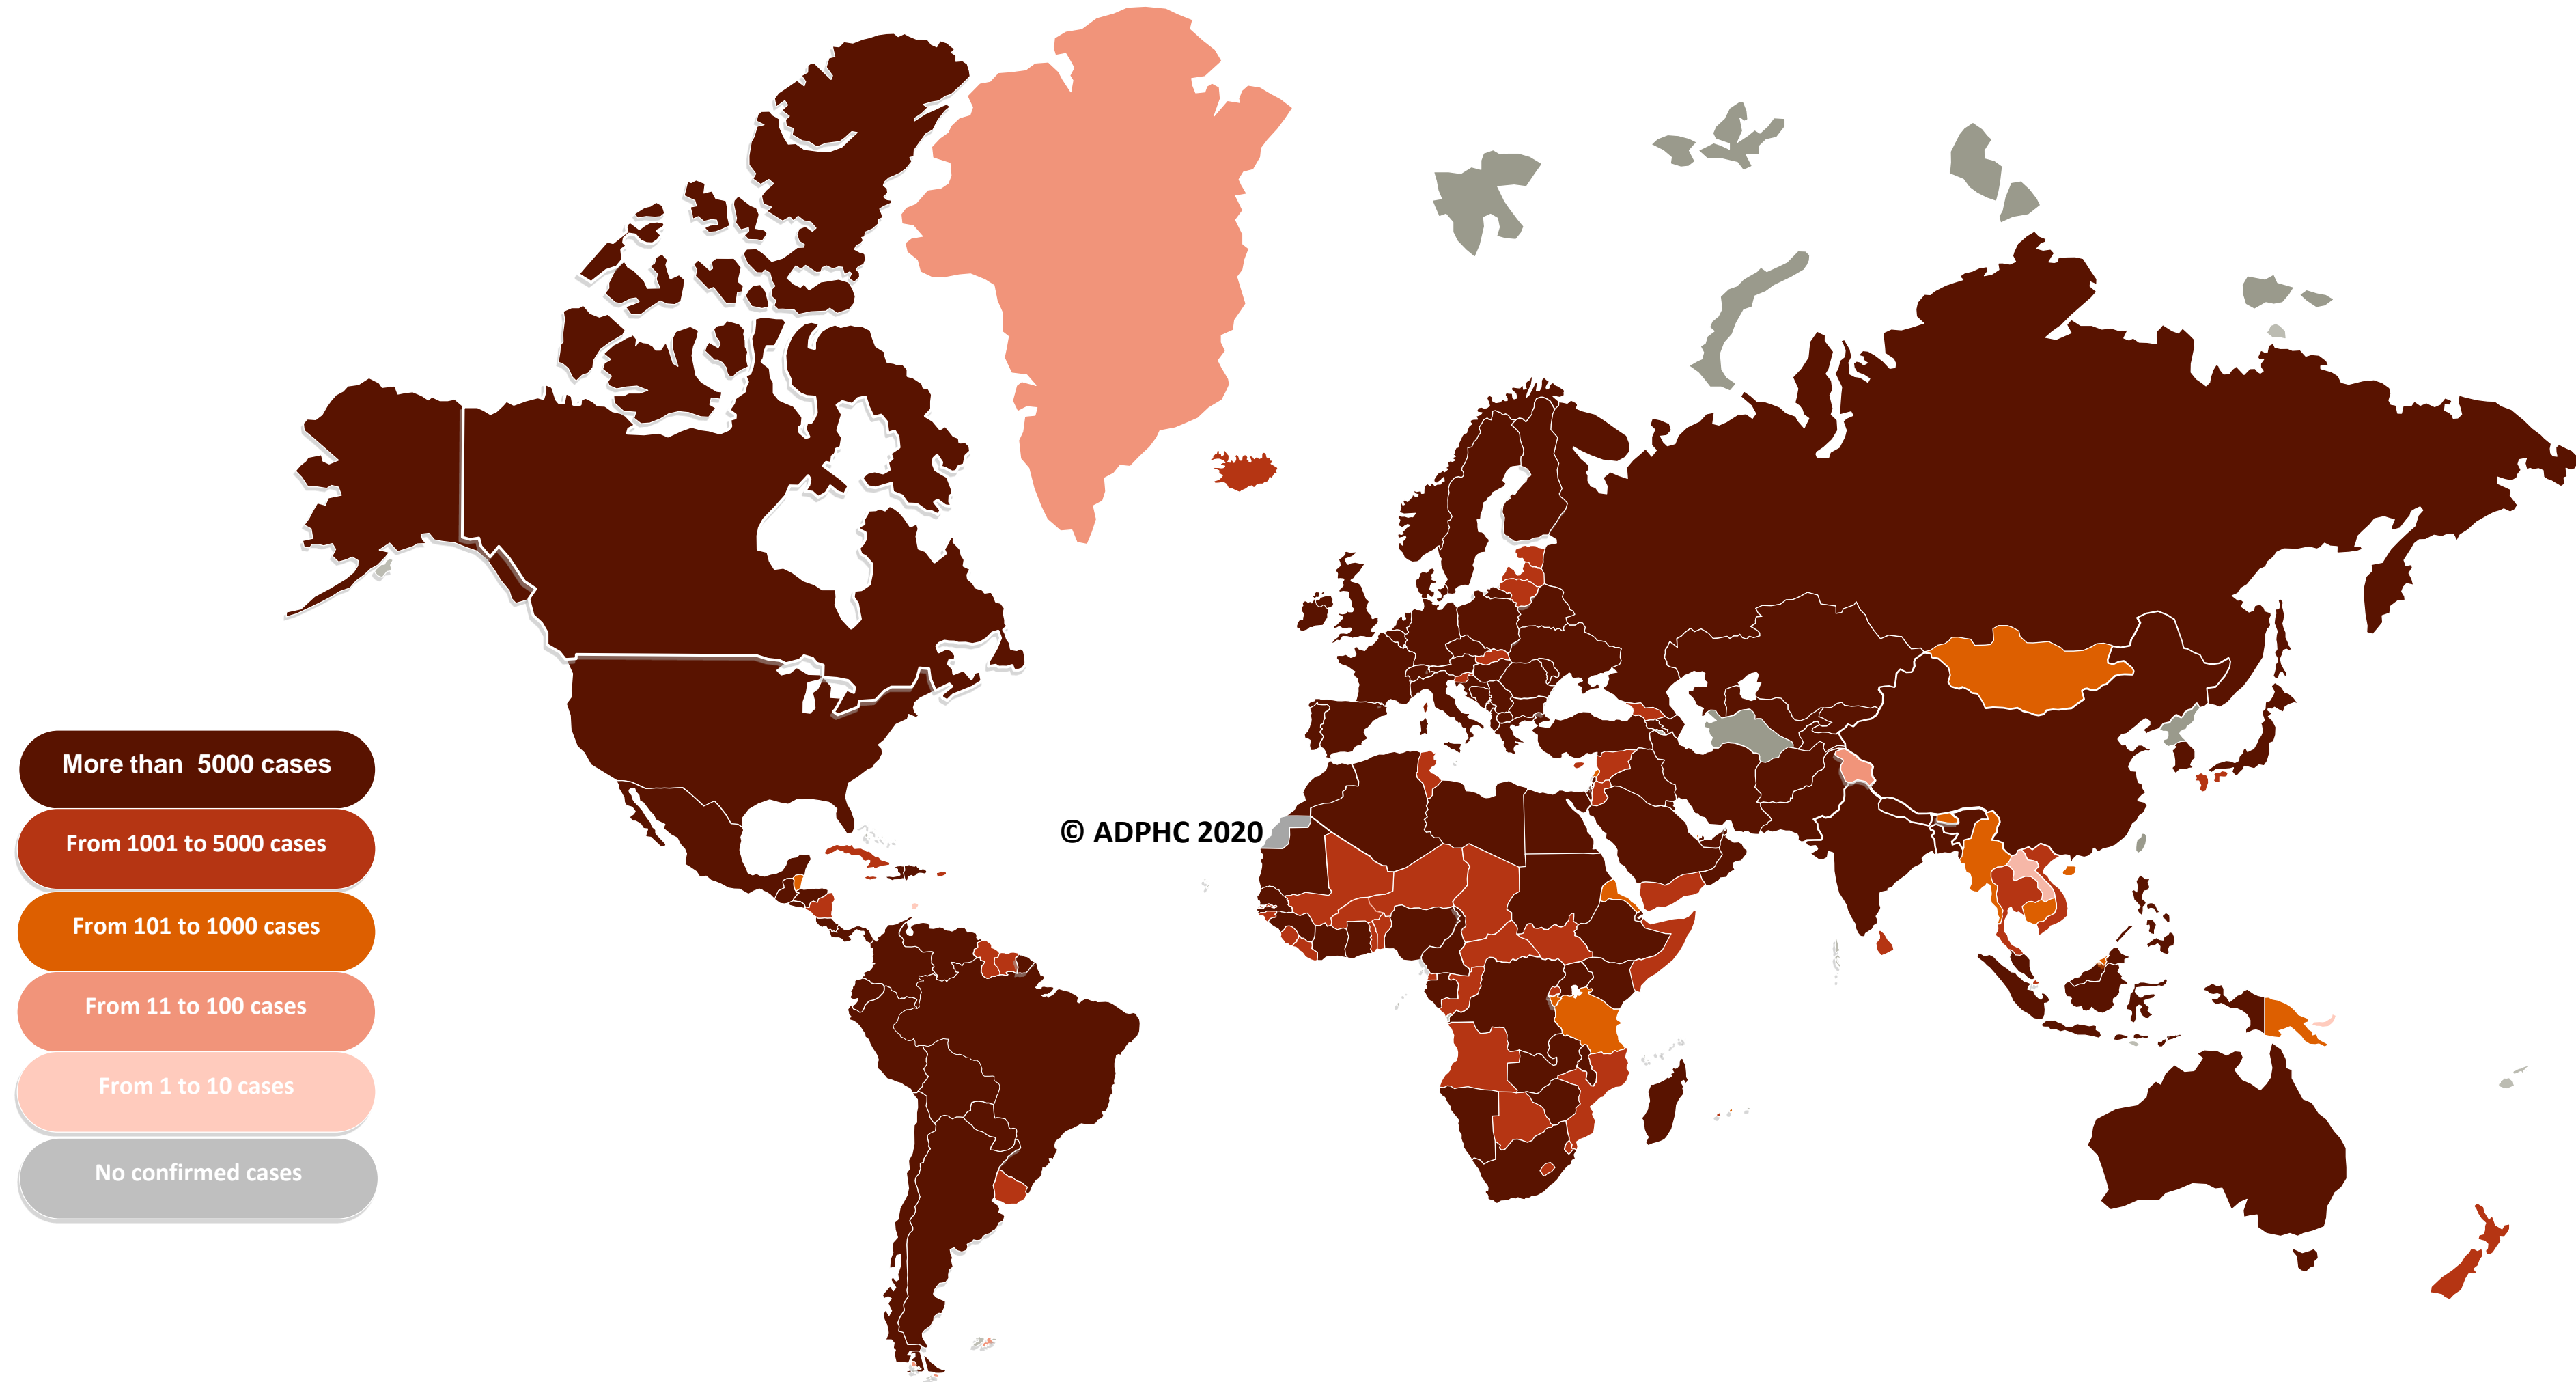 More than  5000 cases
From 1001 to 5000 cases
From 101 to 1000 cases
From 11 to 100 cases
From 1 to 10 cases
No confirmed cases
© ADPHC 2020